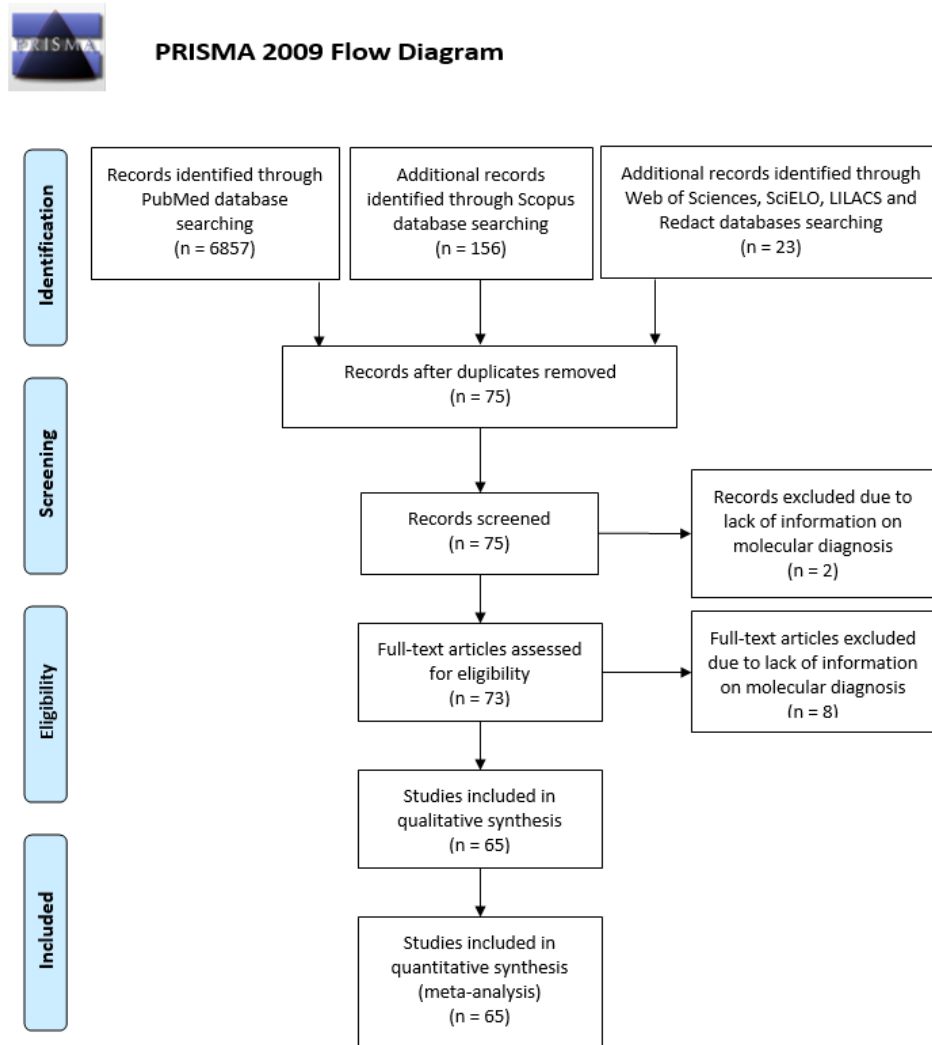 PRISMA
PRISMA 2009 Flow Diagram
Identification
Records identified through
PubMed database
searching
(n = 6857)
Additional records
identified through Scopus
database searching
(n = 156)
Additional records identified through
Web of Sciences, SciELO, LILACS and
Redact databases searching
(n = 23)
Records after duplicates removed
(n = 75)
Screening
Records screened
(n = 75)
Records excluded due to
lack of information on
molecular diagnosis
(n = 2)
Eligibility
Full-text articles assessed
for eligibility
(n = 73)
Full-text articles excluded
due to lack of information
on molecular diagnosis
(n = 8)
Studies included in
qualitative synthesis
(n = 65)
Included
Studies included in
quantitative synthesis
(meta-analysis)
(n = 65)